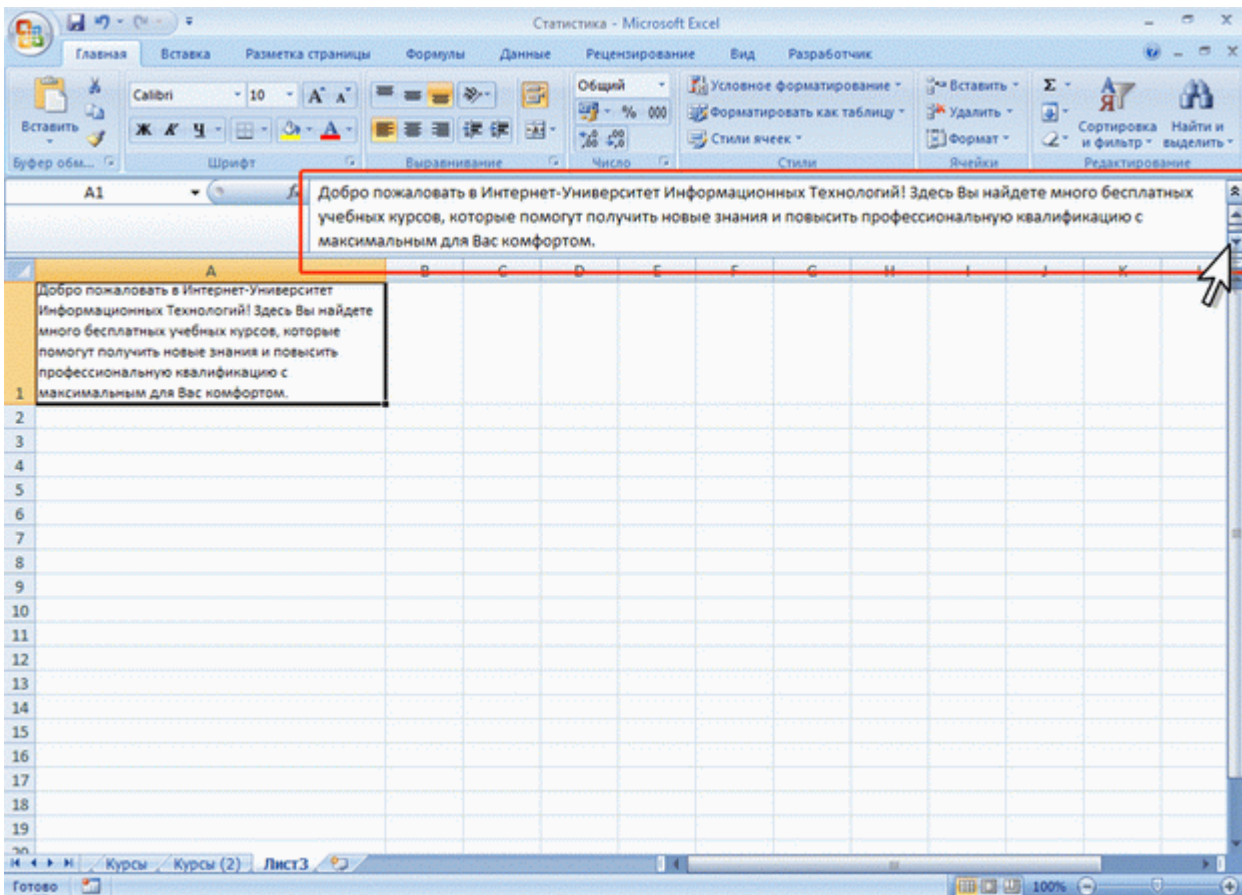 Статистика - Microsoft Excel
Главная Вставка Разметка страницы Формулы Данные Рецензирование Вид Разработчик
Вставить
Calibri 10
Ж К Ч
Общий
% 000
Условное форматирование
Форматировать как таблицу
Стили ячеек
Вставить
Удалить
Формат
Σ
Сортировка и фильтр
Найти и выделить
Буфер обм... Шрифт Выравнивание Число Стили Ячейки Редактирование
A1 fx
Добро пожаловать в Интернет-Университет Информационных Технологий! Здесь Вы найдете много бесплатных
учебных курсов, которые помогут получить новые знания и повысить профессиональную квалификацию с
максимальным для Вас комфортом.
A B C D E F G H I J K L
Добро пожаловать в Интернет-Университет
Информационных Технологий! Здесь Вы найдете
много бесплатных учебных курсов, которые
помогут получить новые знания и повысить
профессиональную квалификацию с
1 максимальным для Вас комфортом.
2
3
4
5
6
7
8
9
10
11
12
13
14
15
16
17
18
19
20
Курсы Курсы (2) Лист3
Готово 100%